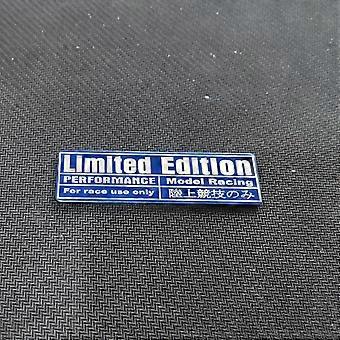 Limited Edition
PERFORMANCE Model Racing
For race use only 陸上競技のみ